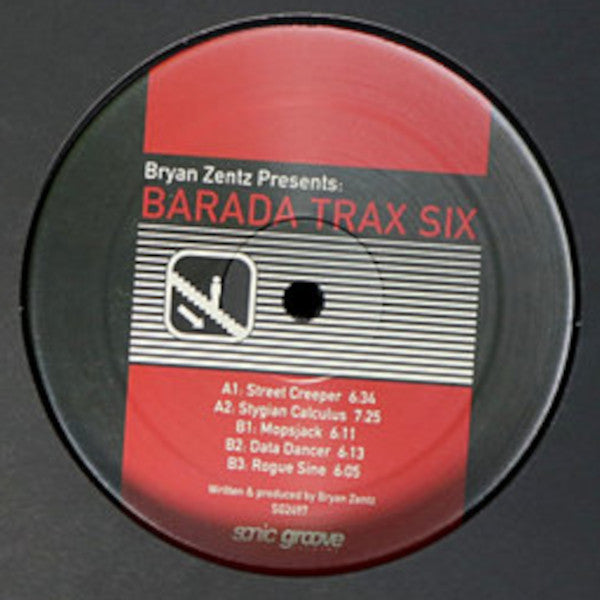 Bryan Zentz Presents:
BARADA TRAX SIX
A1: Street Creeper 6:34
A2: Stygian Calculus 7:25
B1: Mopsjack 6:11
B2: Data Dancer 6:13
B3: Rogue Sine 6:05
Written & produced by Bryan Zentz
sonic groove